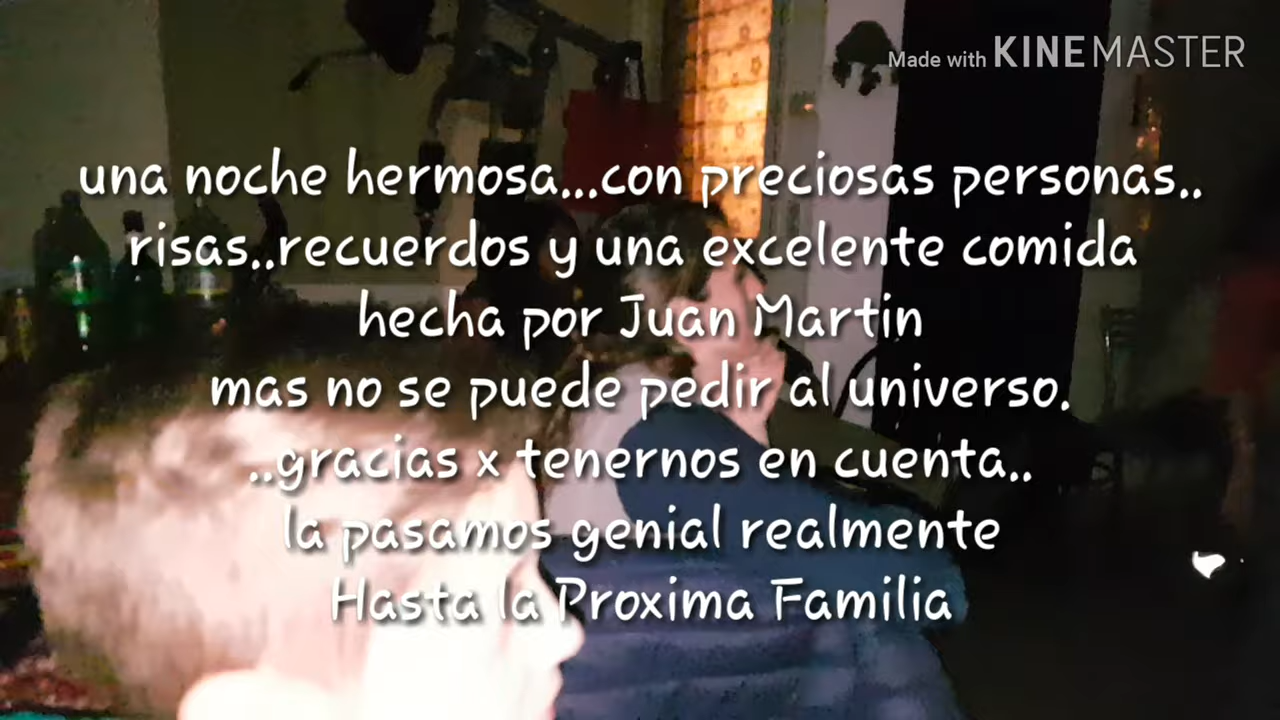 Made with KINEMASTER
una noche hermosa...con preciosas personas..
risas..recuerdos y una excelente comida
hecha por Juan Martin
mas no se puede pedir al universo.
..gracias x tenernos en cuenta..
la pasamos genial realmente
Hasta la Proxima Familia